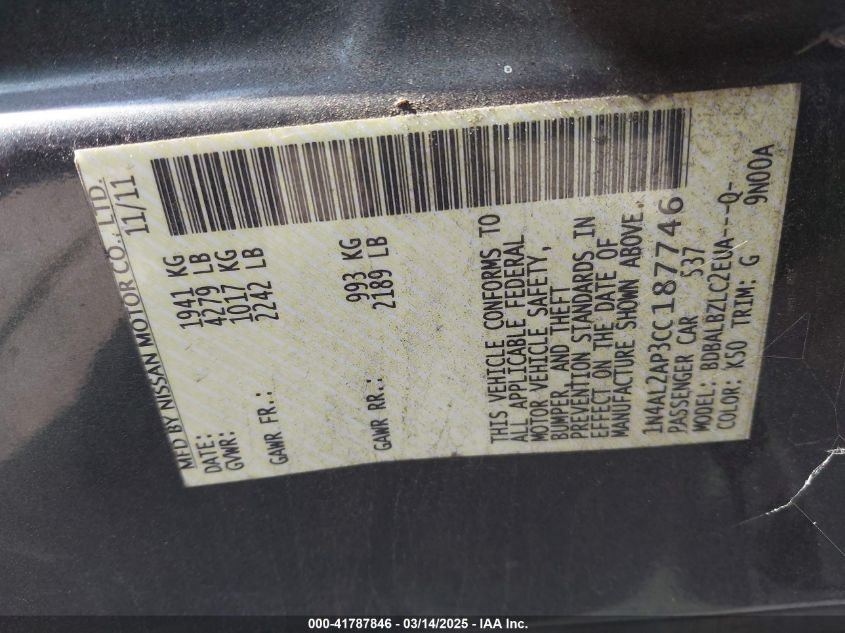 MFD BY NISSAN MOTOR CO., LTD.
DATE: 11/11
GVWR: 1941 KG
4279 LB
GAWR FR.: 1017 KG
2242 LB
GAWR RR.: 993 KG
2189 LB
THIS VEHICLE CONFORMS TO
ALL APPLICABLE FEDERAL
MOTOR VEHICLE SAFETY,
BUMPER, AND THEFT
PREVENTION STANDARDS IN
EFFECT ON THE DATE OF
MANUFACTURE SHOWN ABOVE.
1N4AL2AP3CC187746
PASSENGER CAR 537
MODEL: BDBALBZLC2EUA---Q-
COLOR: K50 TRIM: G 9N00A
000-41787846 - 03/14/2025 - IAA Inc.